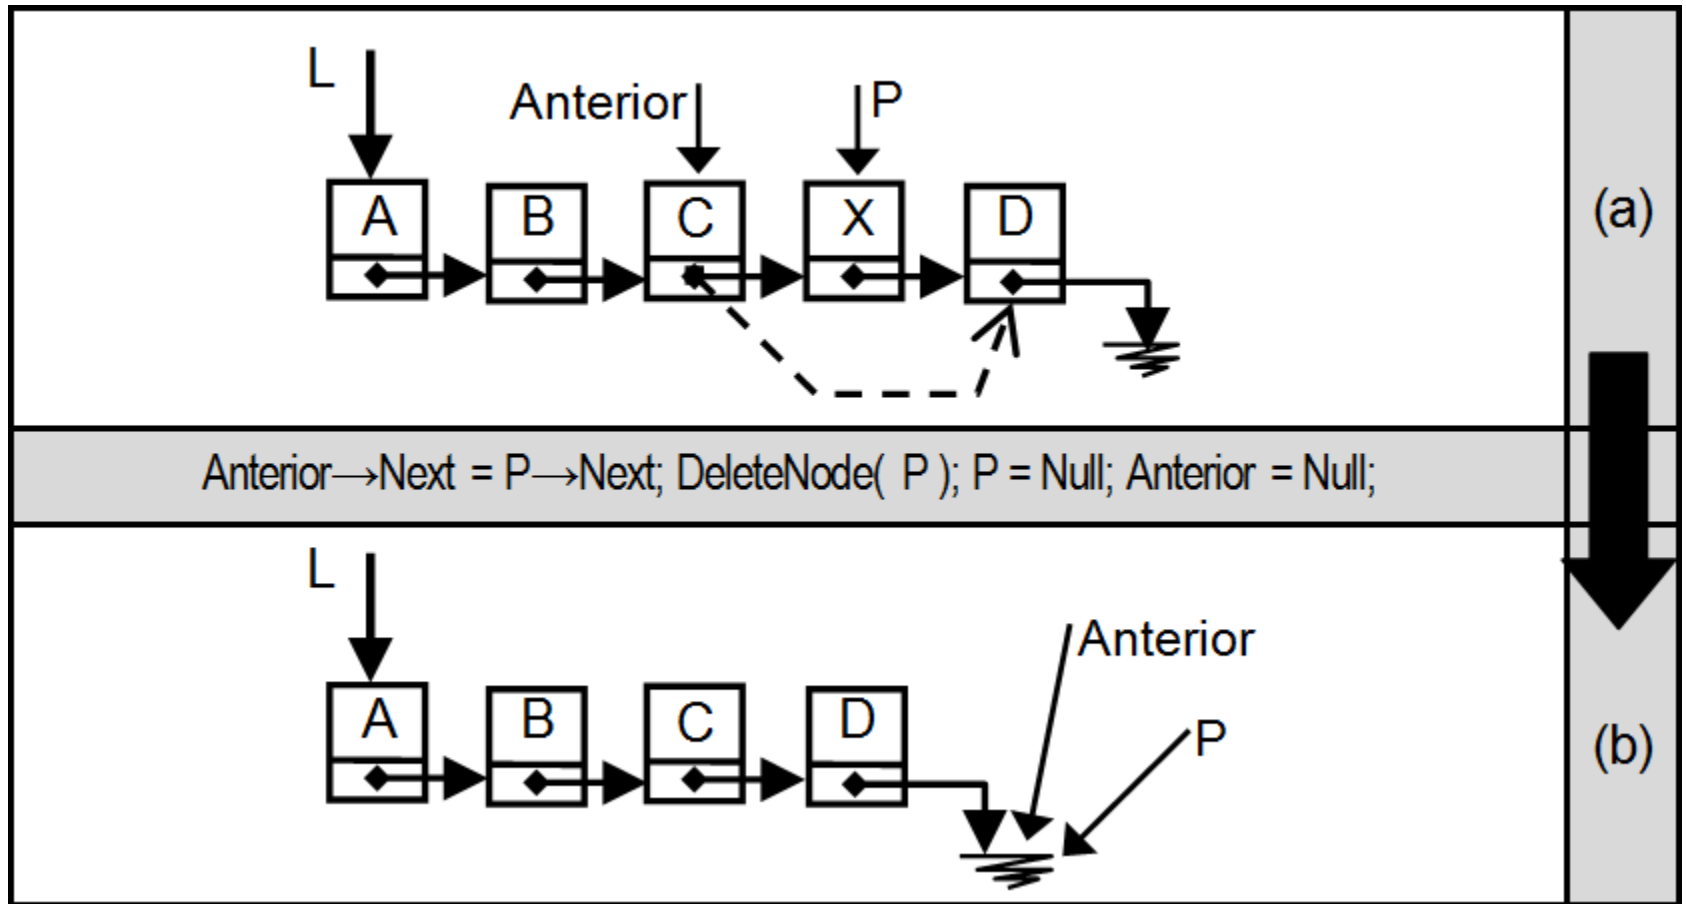 L
Anterior P
A B C X D
(a)
Anterior→Next = P→Next; DeleteNode( P ); P = Null; Anterior = Null;
L
Anterior
A B C D
P
(b)